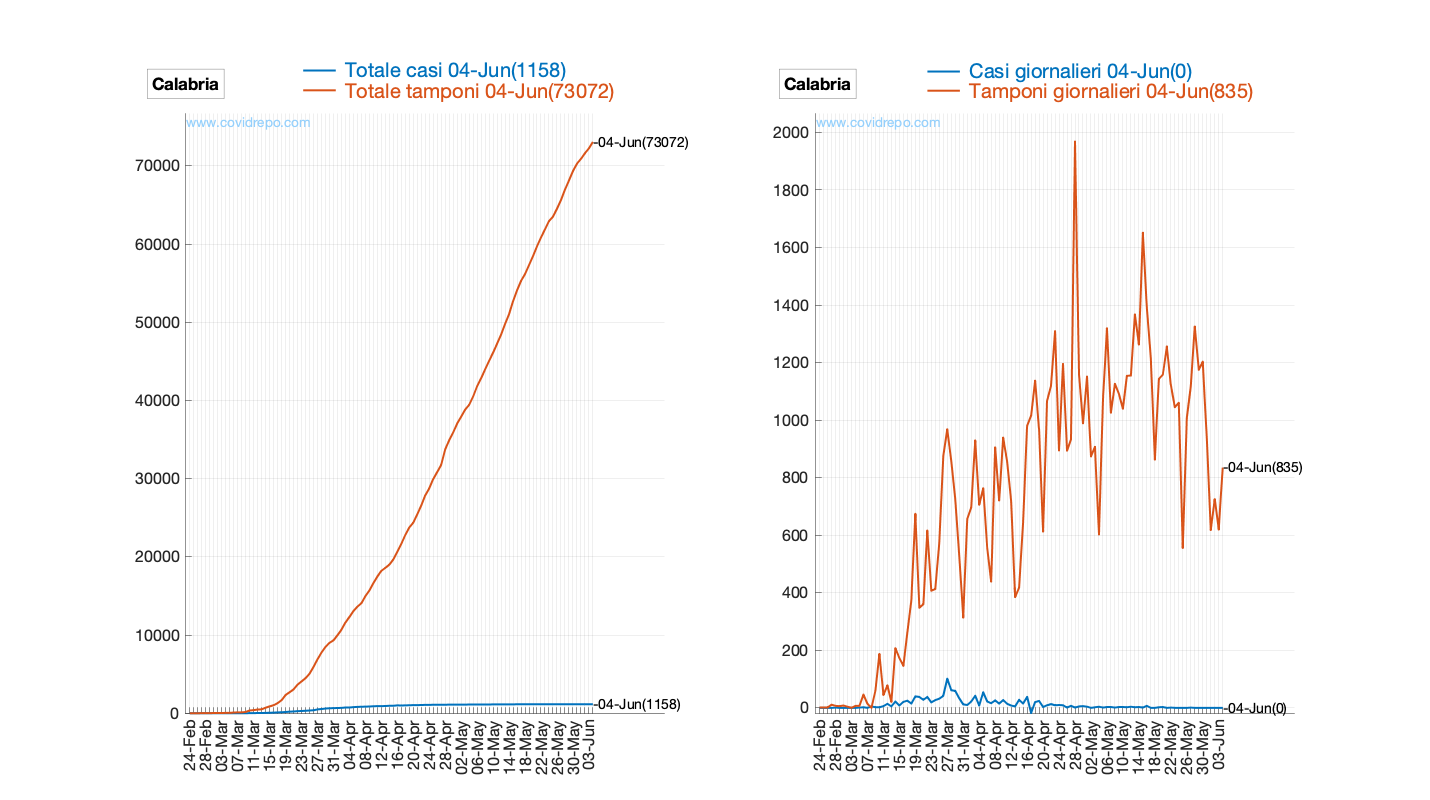 Calabria
Totale casi 04-Jun(1158)
Totale tamponi 04-Jun(73072)
www.covidrepo.com
-04-Jun(73072)
70000
60000
50000
40000
30000
20000
10000
0
-04-Jun(1158)
24-Feb
28-Feb
03-Mar
07-Mar
11-Mar
15-Mar
19-Mar
23-Mar
27-Mar
31-Mar
04-Apr
08-Apr
12-Apr
16-Apr
20-Apr
24-Apr
28-Apr
02-May
06-May
10-May
14-May
18-May
22-May
26-May
30-May
03-Jun
Calabria
Casi giornalieri 04-Jun(0)
Tamponi giornalieri 04-Jun(835)
www.covidrepo.com
2000
1800
1600
1400
1200
1000
800
600
400
200
0
-04-Jun(835)
-04-Jun(0)
24-Feb
28-Feb
03-Mar
07-Mar
11-Mar
15-Mar
19-Mar
23-Mar
27-Mar
31-Mar
04-Apr
08-Apr
12-Apr
16-Apr
20-Apr
24-Apr
28-Apr
02-May
06-May
10-May
14-May
18-May
22-May
26-May
30-May
03-Jun